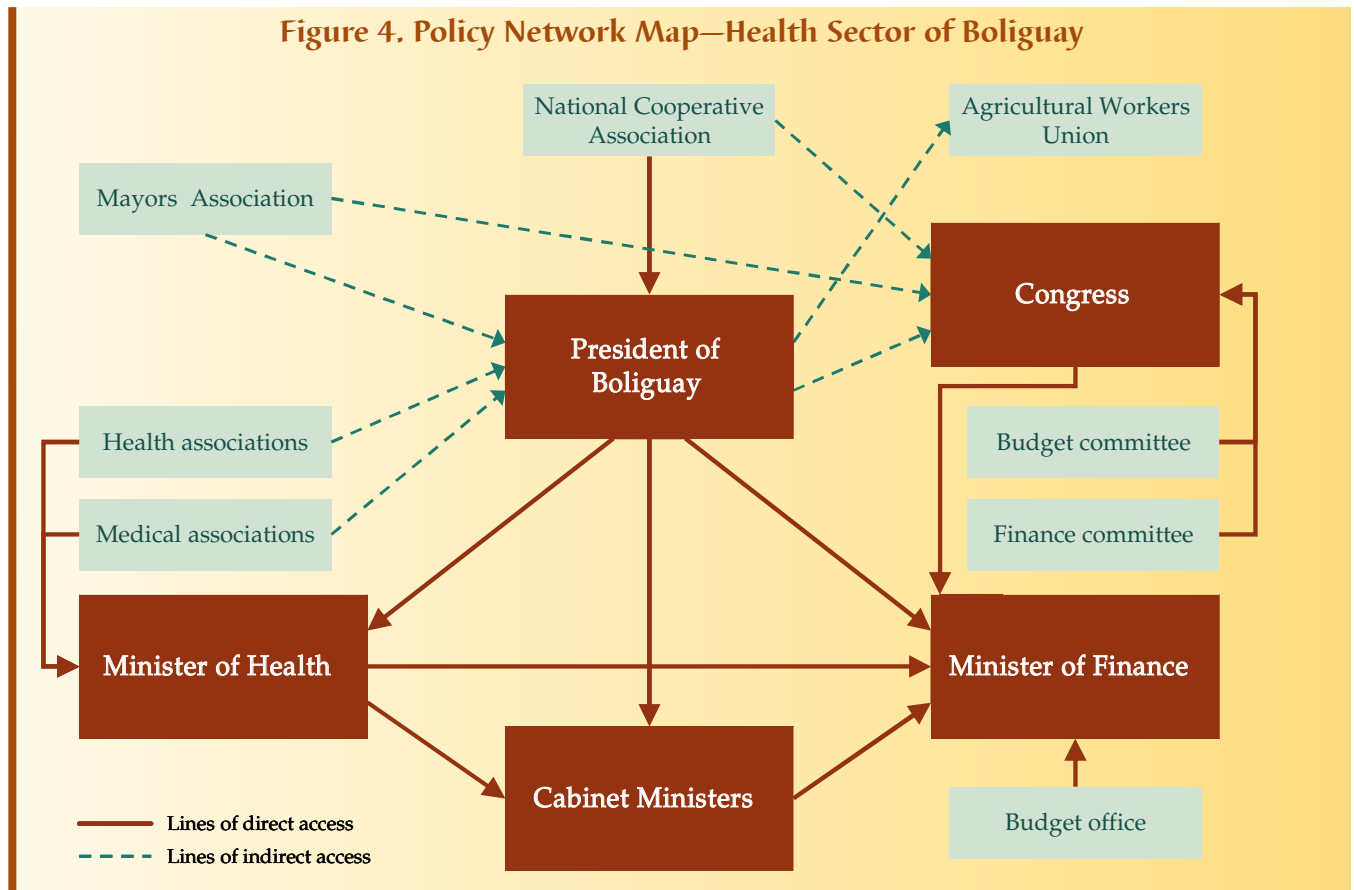 Figure 4. Policy Network Map—Health Sector of Boliguay
National Cooperative
Association
Agricultural Workers
Union
Mayors Association
Congress
President of
Boliguay
Health associations
Budget committee
Medical associations
Finance committee
Minister of Health
Minister of Finance
Cabinet Ministers
Budget office
Lines of direct access
Lines of indirect access